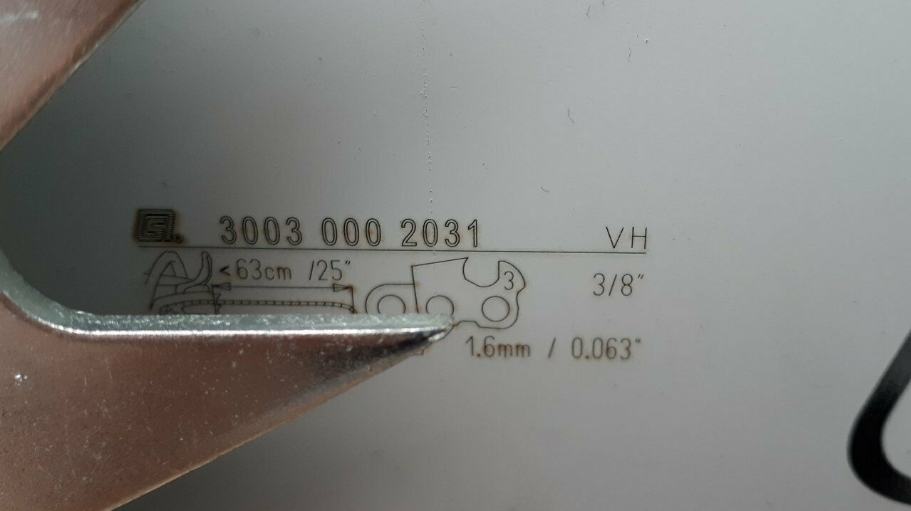 3003 000 2031 VH
<63cm /25" 3 3/8"
1.6mm / 0.063"